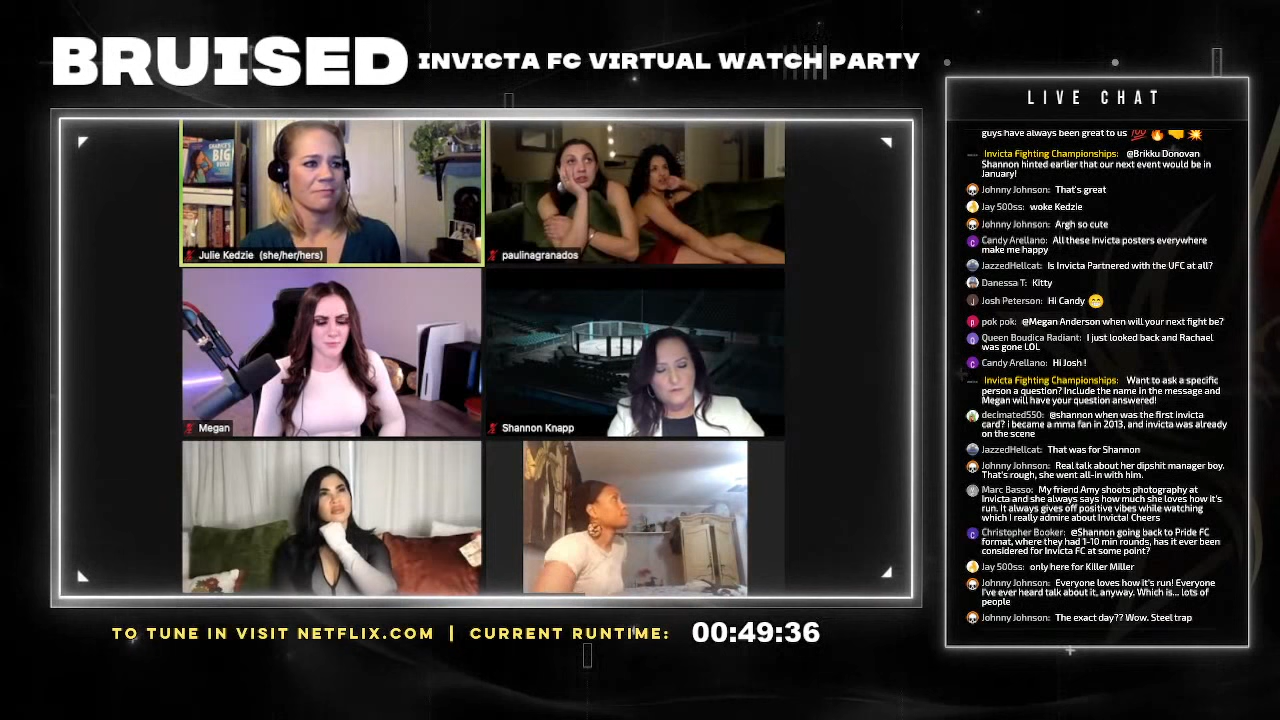 BRUISED INVICTA FC VIRTUAL WATCH PARTY
BIG
Julie Kedzie (she/her/hers)
paulinagranados
Megan
Shannon Knapp
TO TUNE IN VISIT NETFLIX.COM | CURRENT RUNTIME: 00:49:36
LIVE CHAT
guys have always been great to us 💯 🔥 🤜 💥
Invicta Fighting Championships: @Brikku Donovan
Shannon hinted earlier that our next event would be in
January!
Johnny Johnson: That's great
Jay 500ss: woke Kedzie
Johnny Johnson: Argh so cute
Candy Arellano: All these Invicta posters everywhere
make me happy
JazzedHellcat: Is Invicta Partnered with the UFC at all?
Danessa T: Kitty
Josh Peterson: Hi Candy 😁
pok pok: @Megan Anderson when will your next fight be?
Queen Boudica Radiant: I just looked back and Rachael
was gone LOL
Candy Arellano: Hi Josh !
Invicta Fighting Championships: Want to ask a specific
person a question? Include the name in the message and
Megan will have your question answered!
decimated550: @shannon when was the first invicta
card? i became a mma fan in 2013, and invicta was already
on the scene
JazzedHellcat: That was for Shannon
Johnny Johnson: Real talk about her dipshit manager boy.
That's rough, she went all-in with him.
Marc Basso: My friend Amy shoots photography at
Invicta and she always says how much she loves how it's
run. It always gives off positive vibes while watching
which I really admire about Invicta! Cheers
Christopher Booker: @Shannon going back to Pride FC
format, where they had 1-10 min rounds, has it ever been
considered for Invicta FC at some point?
Jay 500ss: only here for Killer Miller
Johnny Johnson: Everyone loves how it's run! Everyone
I've ever heard talk about it, anyway. Which is... lots of
people
Johnny Johnson: The exact day?? Wow. Steel trap